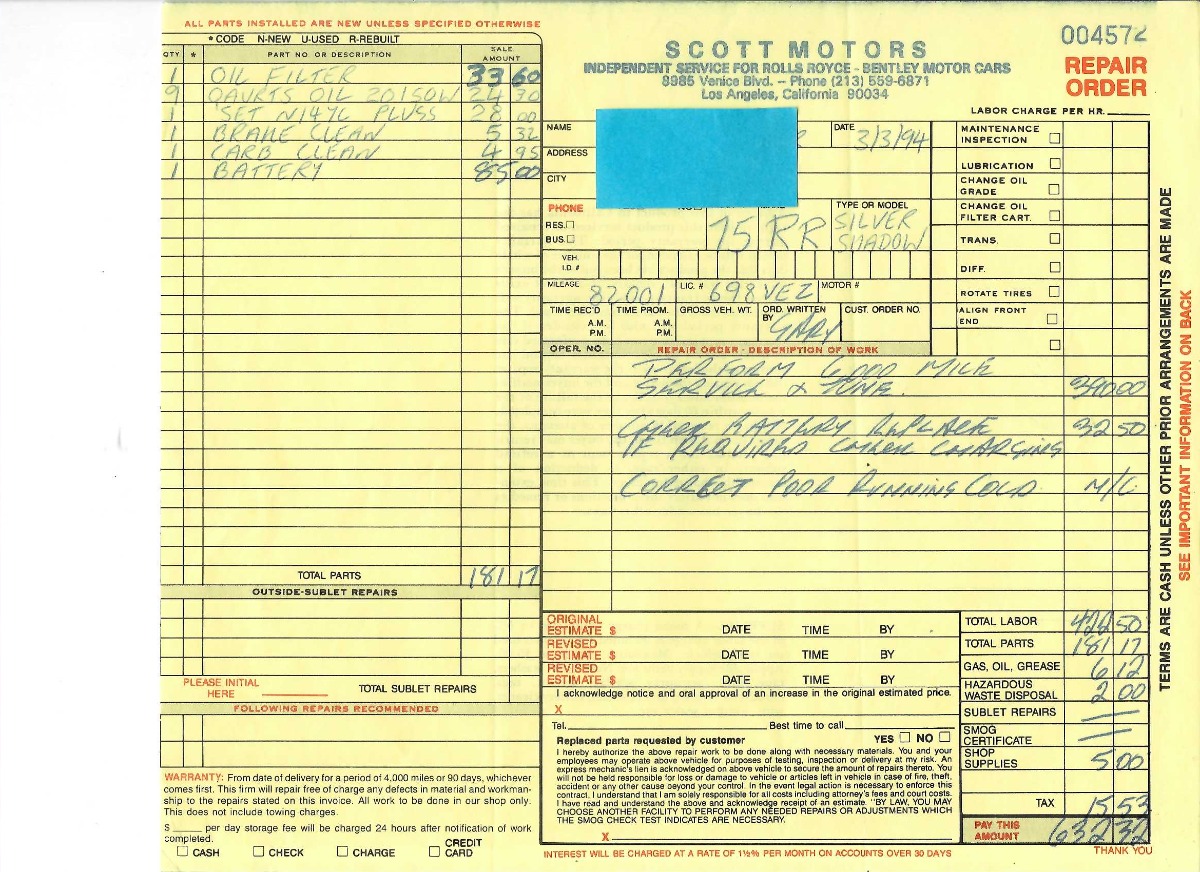 ALL PARTS INSTALLED ARE NEW UNLESS SPECIFIED OTHERWISE
* CODE N-NEW U-USED R-REBUILT
QTY * PART NO. OR DESCRIPTION SALE AMOUNT
1 OIL FILTER 33 60
9 QAURTS OIL 20/50W 24 30
1 SET N147C PLUSS 28 00
1 BRAKE CLEAN 5 32
1 CARB CLEAN 4 95
1 BATTERY 85 00
TOTAL PARTS 181 17
OUTSIDE-SUBLET REPAIRS
PLEASE INITIAL HERE TOTAL SUBLET REPAIRS
FOLLOWING REPAIRS RECOMMENDED
WARRANTY: From date of delivery for a period of 4,000 miles or 90 days, whichever
comes first. This firm will repair free of charge any defects in material and workman-
ship to the repairs stated on this invoice. All work to be done in our shop only.
This does not include towing charges.
$ _____ per day storage fee will be charged 24 hours after notification of work
completed.
☐ CASH ☐ CHECK ☐ CHARGE ☐ CREDIT CARD
SCOTT MOTORS
INDEPENDENT SERVICE FOR ROLLS ROYCE - BENTLEY MOTOR CARS
8985 Venice Blvd. – Phone (213) 559-6871
Los Angeles, California 90034
004572
REPAIR
ORDER
LABOR CHARGE PER HR.
NAME DATE 3/3/94
ADDRESS
CITY
PHONE
RES. ☐
BUS. ☐
75 RR
TYPE OR MODEL
SILVER
SHADOW
VEH. I.D. #
MILEAGE 82001 LIC. # 698VEZ MOTOR #
TIME REC'D A.M. P.M. TIME PROM. A.M. P.M. GROSS VEH. WT. ORD. WRITTEN BY GARY CUST. ORDER NO.
MAINTENANCE INSPECTION ☐
LUBRICATION ☐
CHANGE OIL GRADE ☐
CHANGE OIL FILTER CART. ☐
TRANS. ☐
DIFF. ☐
ROTATE TIRES ☐
ALIGN FRONT END ☐
☐
OPER. NO. REPAIR ORDER - DESCRIPTION OF WORK
PERFORM 6,000 MILE
SERVICE & TUNE. 390 00
CHECK BATTERY REPLACE 32 50
IF REQUIRED CHECK CHARGING
CORRECT POOR RUNNING COLD N/C
ORIGINAL ESTIMATE $ DATE TIME BY
REVISED ESTIMATE $ DATE TIME BY
REVISED ESTIMATE $ DATE TIME BY
I acknowledge notice and oral approval of an increase in the original estimated price.
X
Tel. Best time to call
Replaced parts requested by customer YES ☐ NO ☐
I hereby authorize the above repair work to be done along with necessary materials. You and your
employees may operate above vehicle for purposes of testing, inspection or delivery at my risk. An
express mechanic's lien is acknowledged on above vehicle to secure the amount of repairs thereto. You
will not be held responsible for loss or damage to vehicle or articles left in vehicle in case of fire, theft,
accident or any other cause beyond your control. In the event legal action is necessary to enforce this
contract, I understand that I am solely responsible for all costs including attorney's fees and court costs.
I have read and understand the above and acknowledge receipt of an estimate. "BY LAW, YOU MAY
CHOOSE ANOTHER FACILITY TO PERFORM ANY NEEDED REPAIRS OR ADJUSTMENTS WHICH
THE SMOG CHECK TEST INDICATES ARE NECESSARY.
X
INTEREST WILL BE CHARGED AT A RATE OF 1½% PER MONTH ON ACCOUNTS OVER 30 DAYS
TOTAL LABOR 422 50
TOTAL PARTS 181 17
GAS, OIL, GREASE 6 12
HAZARDOUS WASTE DISPOSAL 2 00
SUBLET REPAIRS —
SMOG CERTIFICATE —
SHOP SUPPLIES 5 00
TAX 15 53
PAY THIS AMOUNT 632 32
THANK YOU
TERMS ARE CASH UNLESS OTHER PRIOR ARRANGEMENTS ARE MADE
SEE IMPORTANT INFORMATION ON BACK